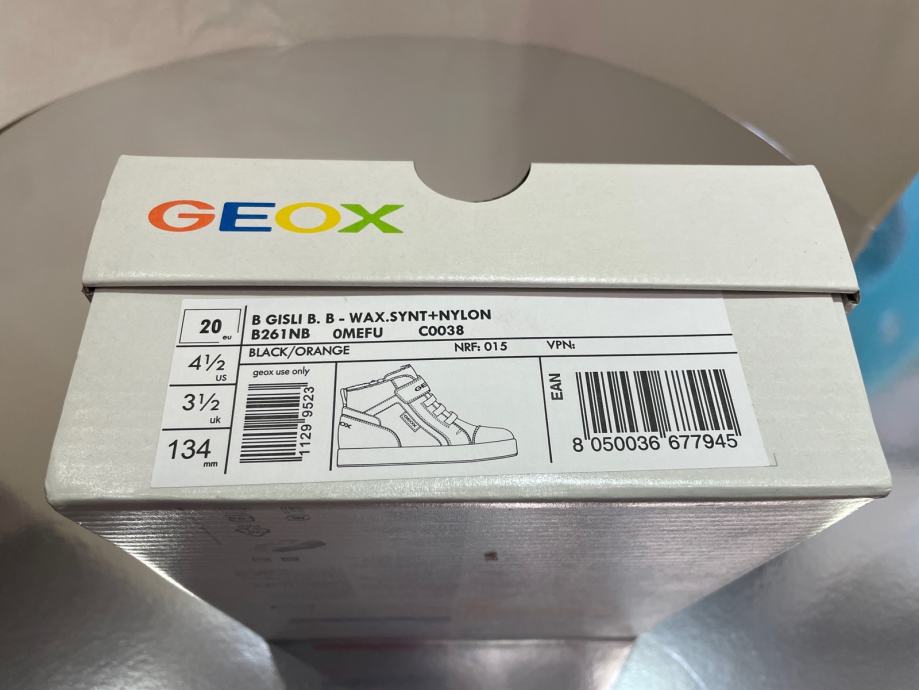 GEOX
20 eu
4½ US
3½ uk
134 mm
B GISLI B. B - WAX.SYNT+NYLON
B261NB 0MEFU C0038
BLACK/ORANGE NRF: 015 VPN:
geox use only
1129 9523
GEOX
EAN
8 050036 677945